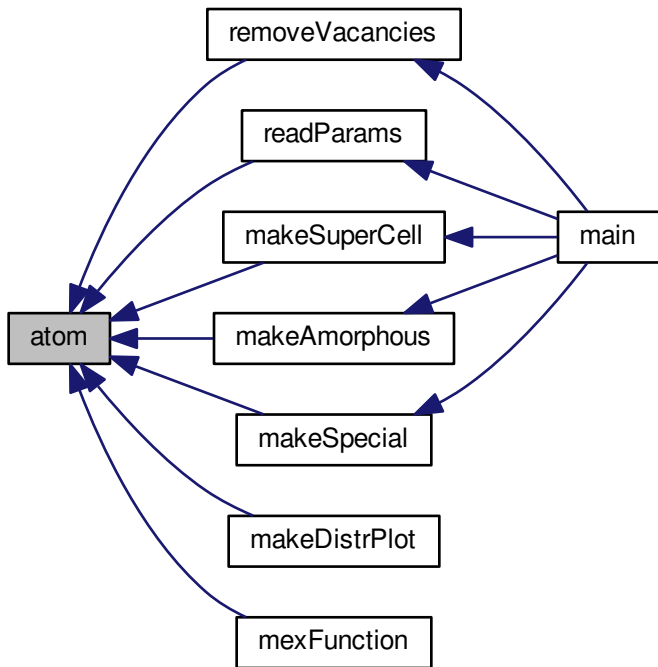 removeVacancies
readParams
makeSuperCell
main
atom
makeAmorphous
makeSpecial
makeDistrPlot
mexFunction